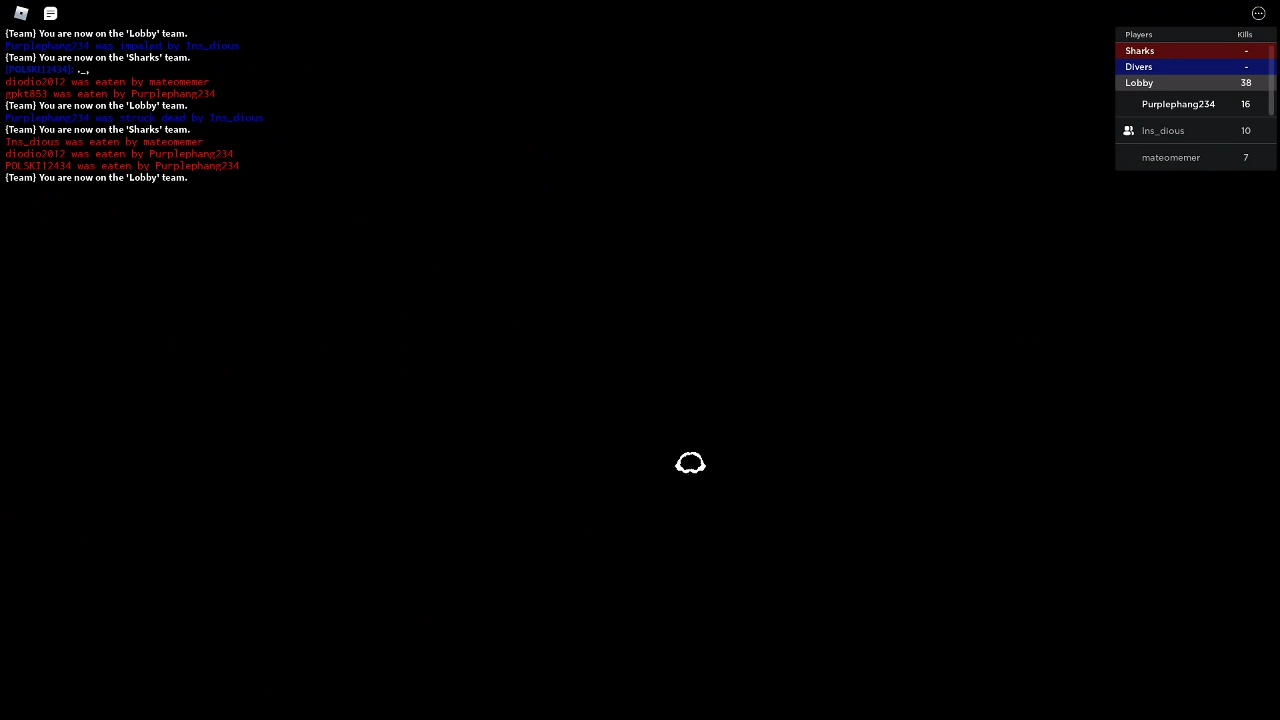 {Team} You are now on the 'Lobby' team.
Purplephang234 was impaled by Ins_dious
{Team} You are now on the 'Sharks' team.
[POLSKI12434]: ._,
diodio2012 was eaten by mateomemer
gpkt853 was eaten by Purplephang234
{Team} You are now on the 'Lobby' team.
Purplephang234 was struck dead by Ins_dious
{Team} You are now on the 'Sharks' team.
Ins_dious was eaten by mateomemer
diodio2012 was eaten by Purplephang234
POLSKI12434 was eaten by Purplephang234
{Team} You are now on the 'Lobby' team.
Players Kills
Sharks -
Divers -
Lobby 38
Purplephang234 16
Ins_dious 10
mateomemer 7